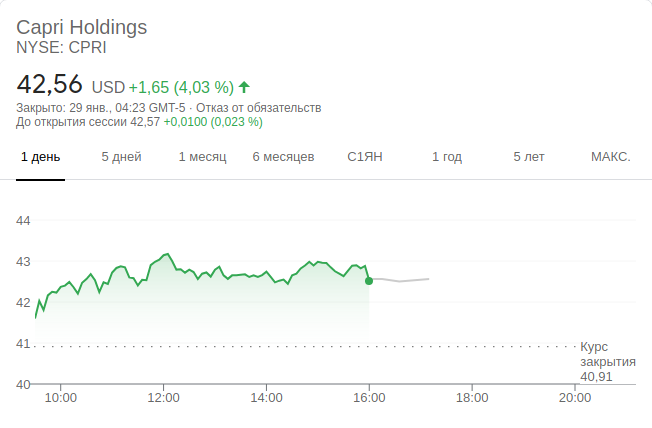 Capri Holdings
NYSE: CPRI
42,56 USD +1,65 (4,03 %)
Закрыто: 29 янв., 04:23 GMT-5 · Отказ от обязательств
До открытия сессии 42,57 +0,0100 (0,023 %)
1 день 5 дней 1 месяц 6 месяцев С1ЯН 1 год 5 лет МАКС.
44
43
42
41
Курс
закрытия
40,91
40
10:00 12:00 14:00 16:00 18:00 20:00